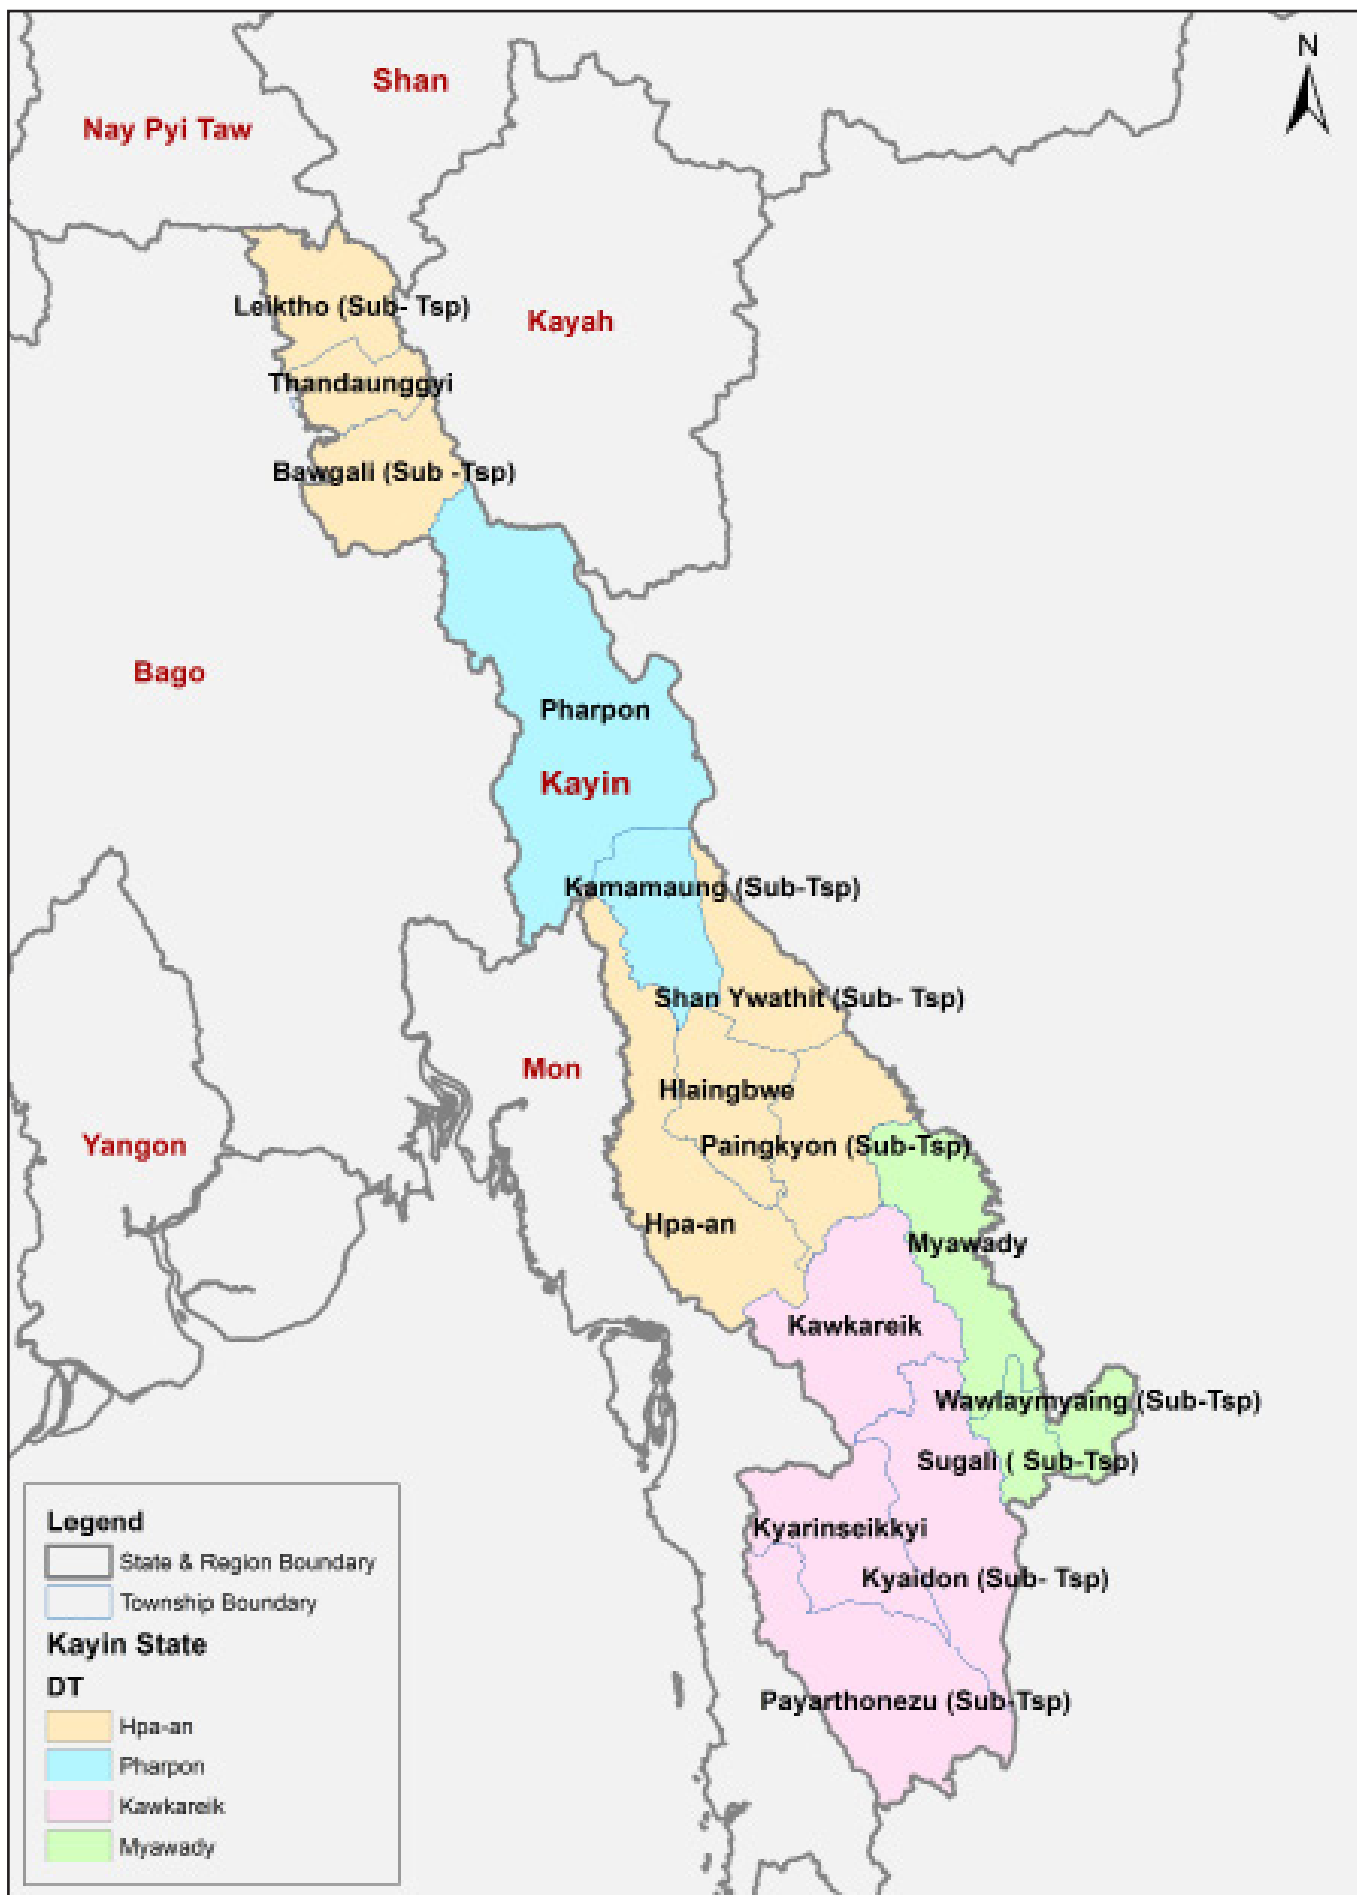 N
Shan
Nay Pyi Taw
Leiktho (Sub- Tsp)
Kayah
Thandaunggyi
Bawgali (Sub -Tsp)
Bago
Pharpon
Kayin
Kamamaung (Sub-Tsp)
Shan Ywathit (Sub- Tsp)
Mon
Hlaingbwe
Yangon
Paingkyon (Sub-Tsp)
Hpa-an
Myawady
Kawkareik
Wawlaymyaing (Sub-Tsp)
Sugali ( Sub-Tsp)
Kyarinseikkyi
Kyaidon (Sub- Tsp)
Payarthonezu (Sub-Tsp)
Legend
State & Region Boundary
Township Boundary
Kayin State
DT
Hpa-an
Pharpon
Kawkareik
Myawady